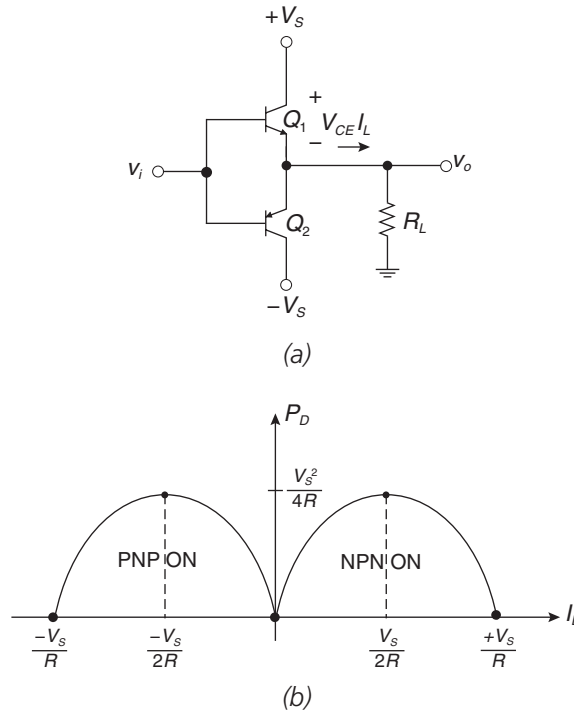 +V_S
+
Q_1
V_CE I_L
–
v_i
v_o
Q_2
R_L
–V_S
(a)
P_D
V_S^2/4R
PNP ON
NPN ON
–V_S/R
–V_S/2R
V_S/2R
+V_S/R
(b)